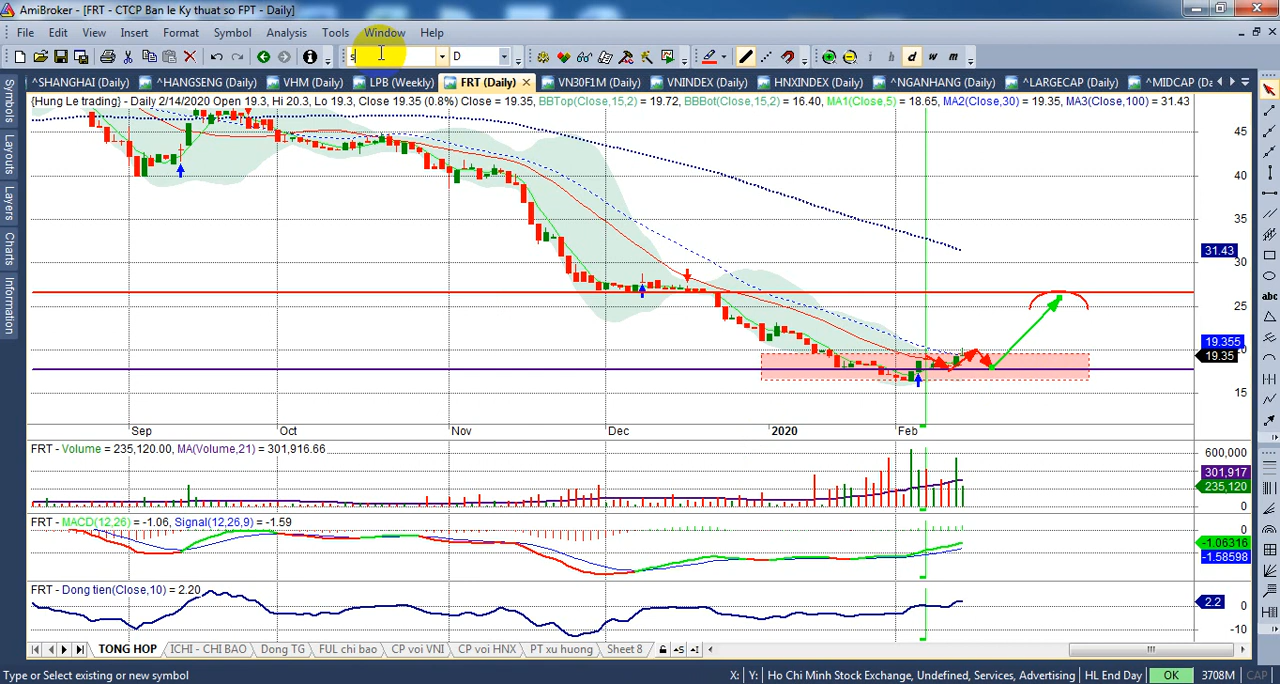 AmiBroker - [FRT - CTCP Ban le Ky thuat so FPT - Daily]
File Edit View Insert Format Symbol Analysis Tools Window Help
s D i h d w m
^SHANGHAI (Daily) ^HANGSENG (Daily) VHM (Daily) LPB (Weekly) FRT (Daily) VN30F1M (Daily) VNINDEX (Daily) HNXINDEX (Daily) ^NGANHANG (Daily) ^LARGECAP (Daily) ^MIDCAP (Da
{Hung Le trading} - Daily 2/14/2020 Open 19.3, Hi 20.3, Lo 19.3, Close 19.35 (0.8%) Close = 19.35, BBTop(Close,15,2) = 19.72, BBBot(Close,15,2) = 16.40, MA1(Close,5) = 18.65, MA2(Close,30) = 19.35, MA3(Close,100) = 31.43
Symbols
Layouts
Layers
Charts
Information
45
40
35
31.43
30
25
19.355
19.35
15
abc
Sep Oct Nov Dec 2020 Feb
FRT - Volume = 235,120.00, MA(Volume,21) = 301,916.66
600,000
301,917
235,120
0
FRT - MACD(12,26) = -1.06, Signal(12,26,9) = -1.59
0
-1.06316
-1.58598
FRT - Dong tien(Close,10) = 2.20
2.2
0
-10
TONG HOP ICHI - CHI BAO Dong TG FUL chi bao CP voi VNI CP voi HNX PT xu huong Sheet 8
Type or Select existing or new symbol X: Y: Ho Chi Minh Stock Exchange, Undefined, Services, Advertising HL End Day OK 3708M CAP